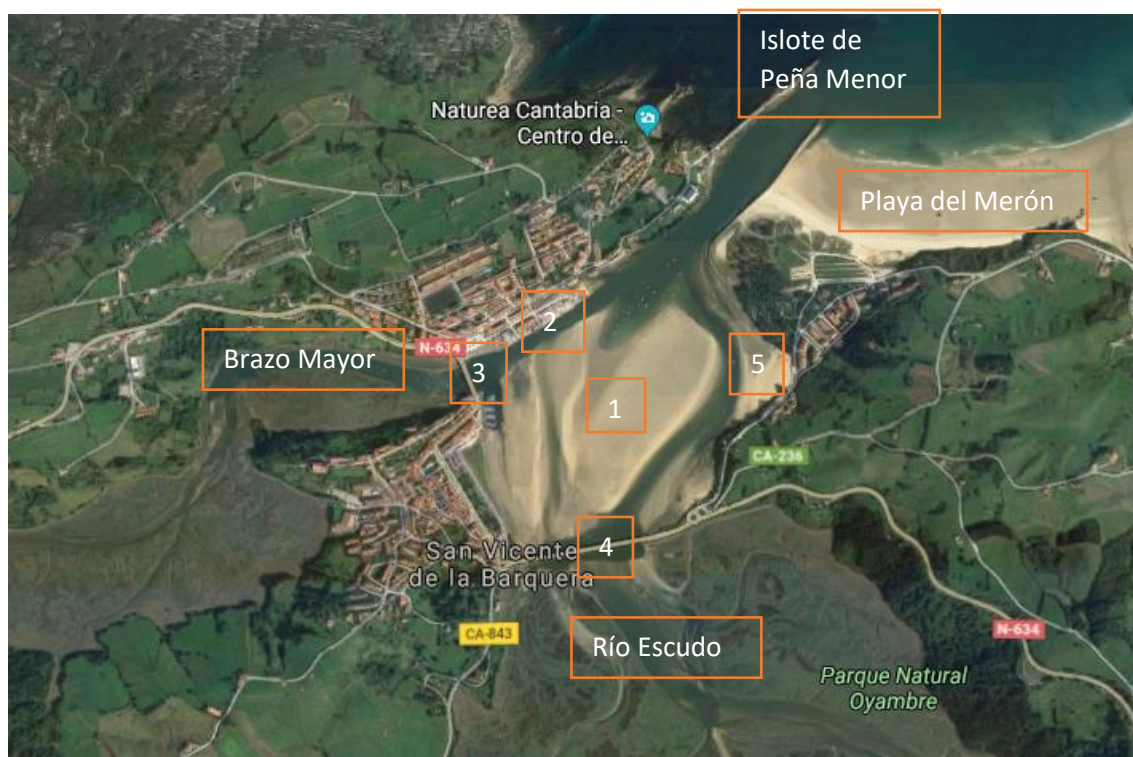 Islote de
Peña Menor
Naturea Cantabria -
Centro de...
Playa del Merón
2
N-634
Brazo Mayor
3
5
1
CA-236
4
San Vicente
de la Barquera
CA-843
N-634
Río Escudo
Parque Natural
Oyambre